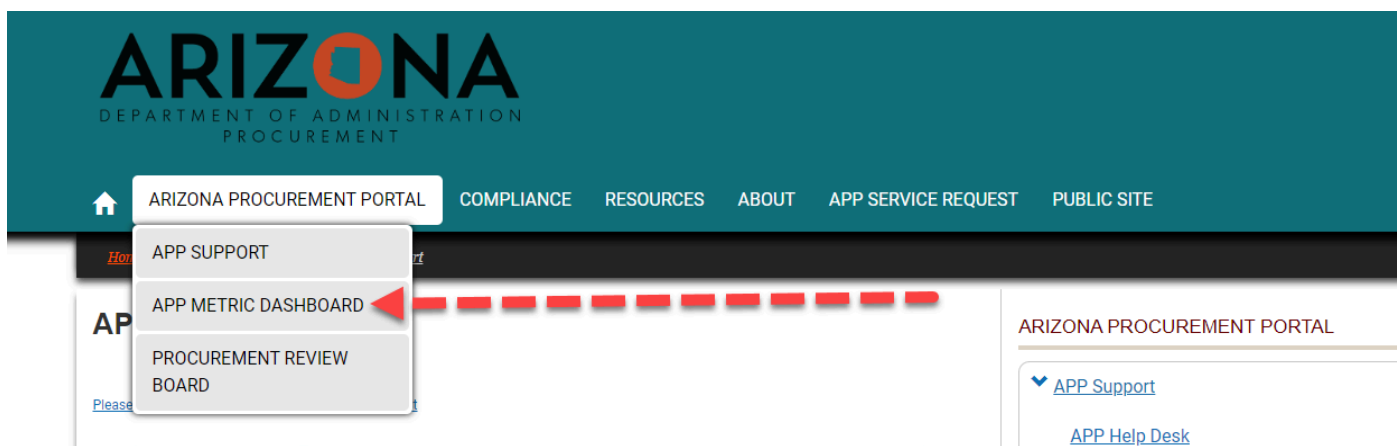 ARIZONA
DEPARTMENT OF ADMINISTRATION
PROCUREMENT
ARIZONA PROCUREMENT PORTAL COMPLIANCE RESOURCES ABOUT APP SERVICE REQUEST PUBLIC SITE
APP SUPPORT
APP METRIC DASHBOARD
PROCUREMENT REVIEW
BOARD
Please
ARIZONA PROCUREMENT PORTAL
APP Support
APP Help Desk